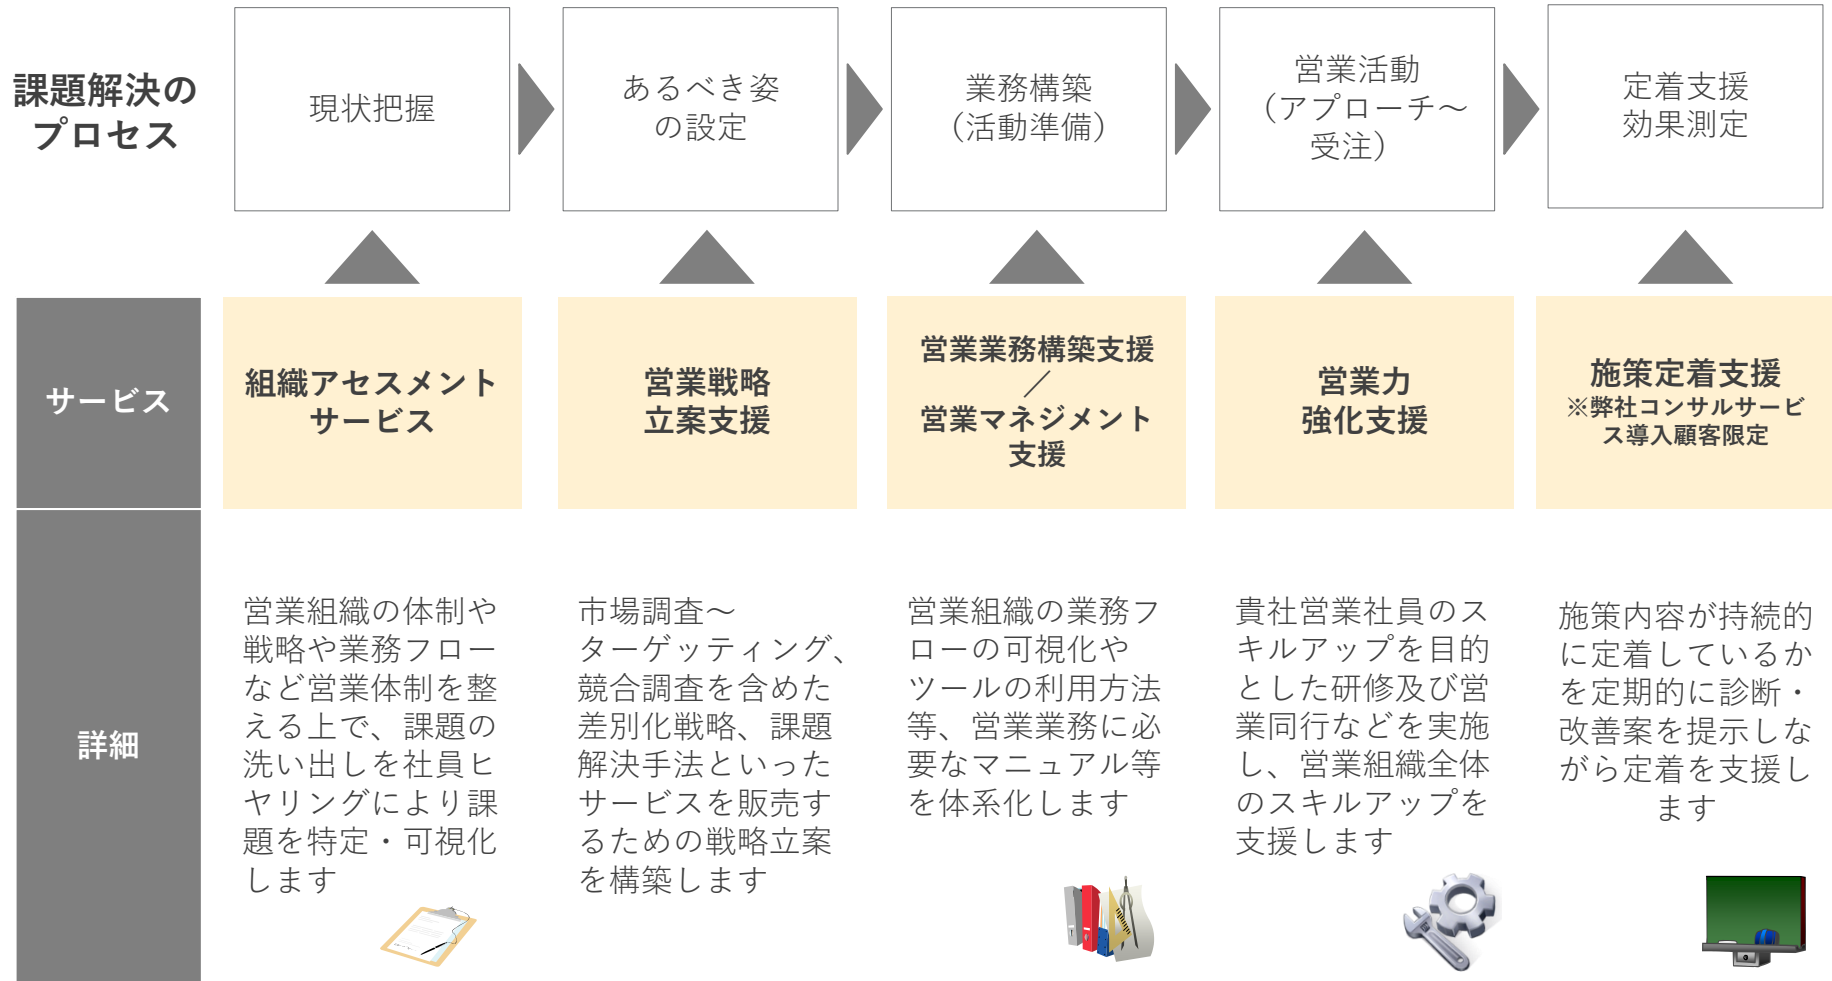 課題解決の
プロセス
現状把握
あるべき姿
の設定
業務構築
（活動準備）
営業活動
（アプローチ～
受注）
定着支援
効果測定
サービス
組織アセスメント
サービス
営業戦略
立案支援
営業業務構築支援
／
営業マネジメント
支援
営業力
強化支援
施策定着支援
※弊社コンサルサービ
ス導入顧客限定
詳細
営業組織の体制や
戦略や業務フロー
など営業体制を整
える上で、課題の
洗い出しを社員ヒ
ヤリングにより課
題を特定・可視化
します
市場調査～
ターゲッティング、
競合調査を含めた
差別化戦略、課題
解決手法といった
サービスを販売す
るための戦略立案
を構築します
営業組織の業務フ
ローの可視化や
ツールの利用方法
等、営業業務に必
要なマニュアル等
を体系化します
貴社営業社員のス
キルアップを目的
とした研修及び営
業同行などを実施
し、営業組織全体
のスキルアップを
支援します
施策内容が持続的
に定着しているか
を定期的に診断・
改善案を提示しな
がら定着を支援し
ます